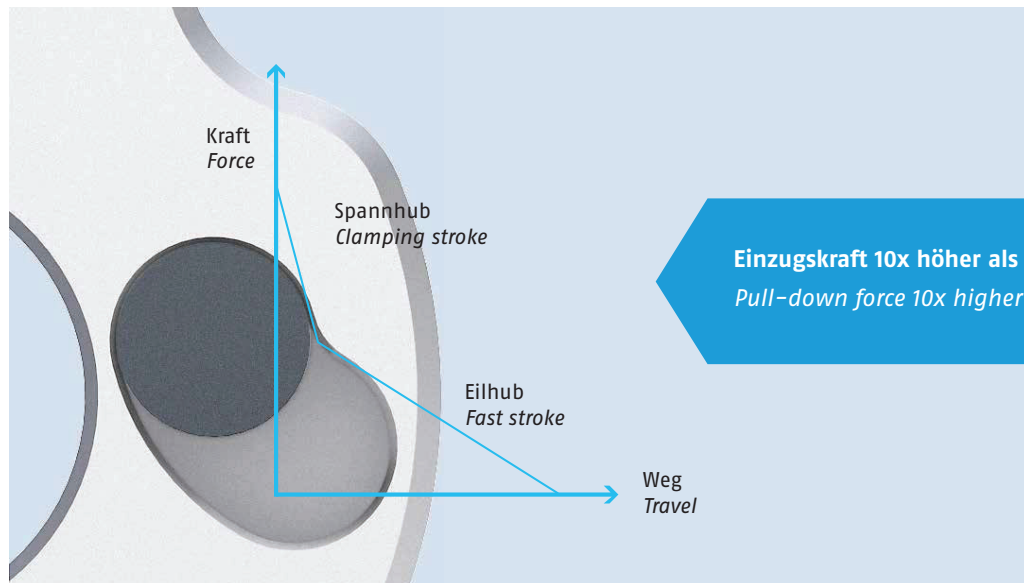 Kraft
Force
Spannhub
Clamping stroke
Einzugskraft 10x höher als
Pull-down force 10x higher
Eilhub
Fast stroke
Weg
Travel